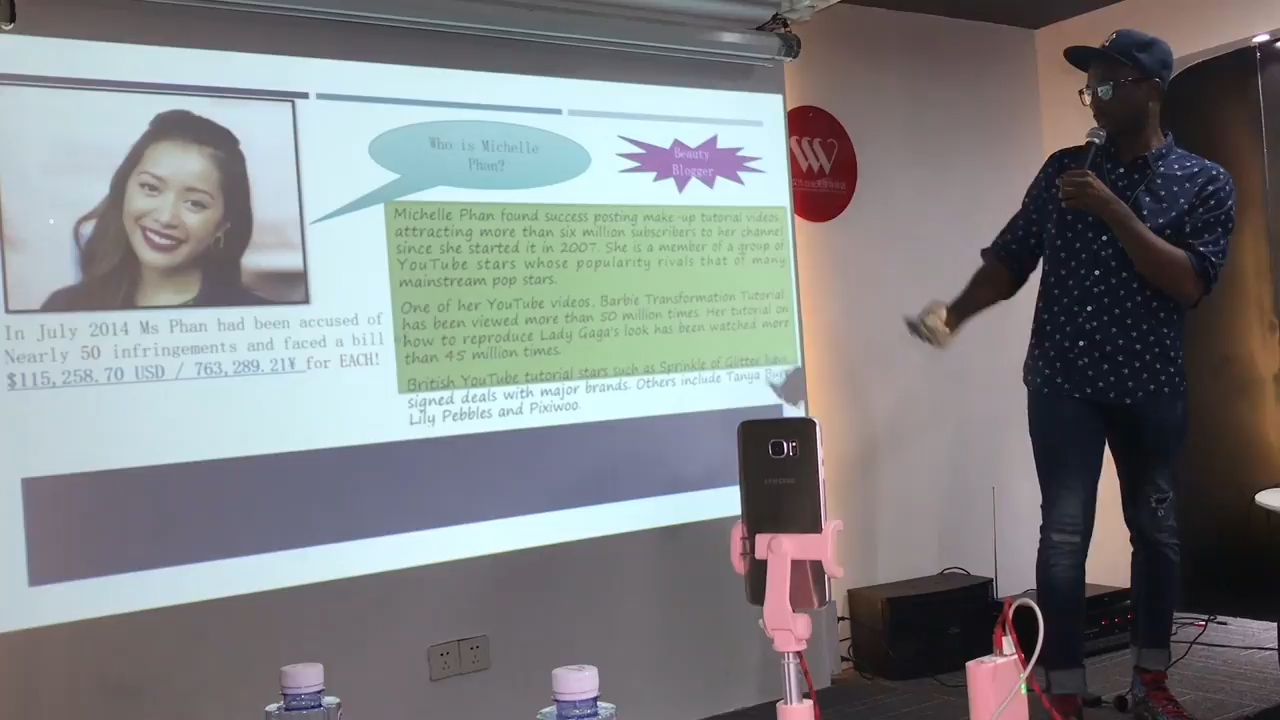 Who is Michelle
Phan?
Beauty
Blogger
Michelle Phan found success posting make-up tutorial videos,
attracting more than six million subscribers to her channel
since she started it in 2007. She is a member of a group of
YouTube stars whose popularity rivals that of many
mainstream pop stars.
One of her YouTube videos, Barbie Transformation Tutorial,
has been viewed more than 50 million times. Her tutorial on
how to reproduce Lady Gaga's look has been watched more
than 45 million times.
British YouTube tutorial stars such as Sprinkle of Glitter have
signed deals with major brands. Others include Tanya
Lily Pebbles and Pixiwoo.
In July 2014 Ms Phan had been accused of
Nearly 50 infringements and faced a bill
$115,258.70 USD / 763,289.21¥ for EACH!
SAMSUNG